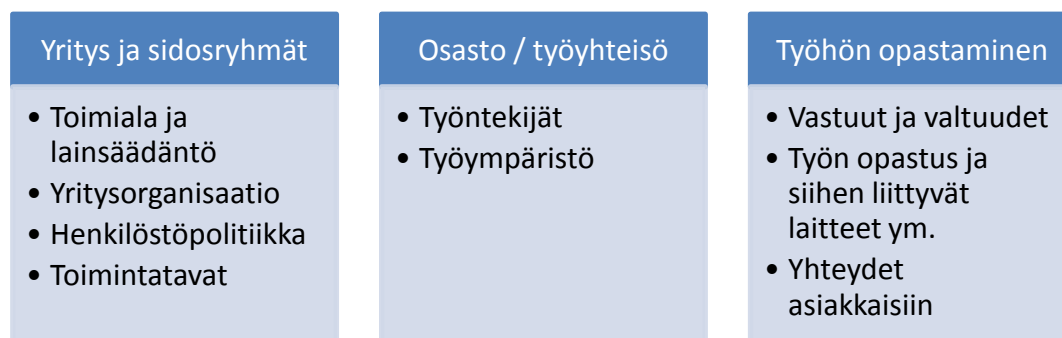 Yritys ja sidosryhmät
• Toimiala ja
lainsäädäntö
• Yritysorganisaatio
• Henkilöstöpolitiikka
• Toimintatavat
Osasto / työyhteisö
• Työntekijät
• Työympäristö
Työhön opastaminen
• Vastuut ja valtuudet
• Työn opastus ja
siihen liittyvät
laitteet ym.
• Yhteydet
asiakkaisiin